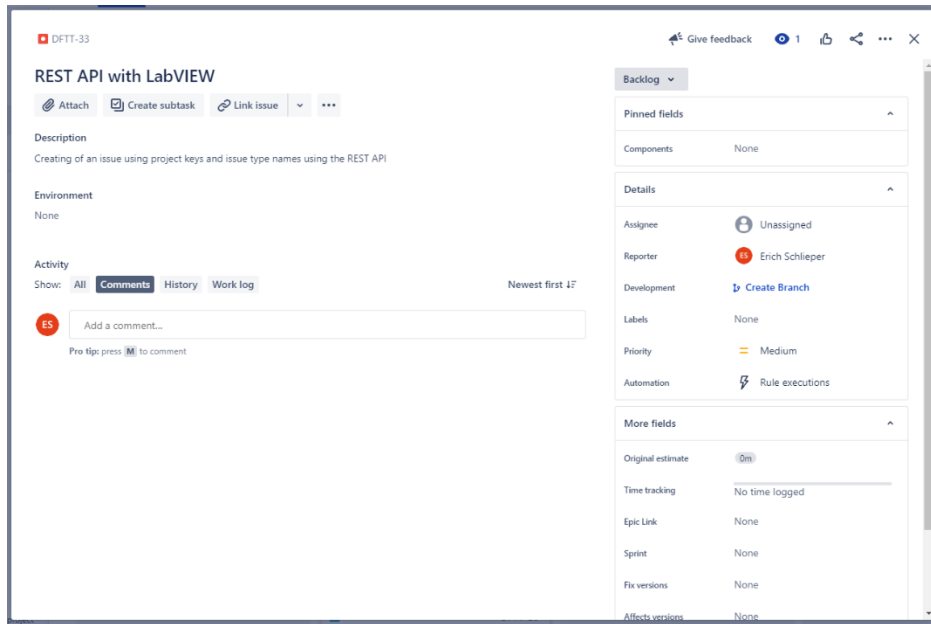 DFTT-33
Give feedback
1
REST API with LabVIEW
Attach
Create subtask
Link issue
Description
Creating of an issue using project keys and issue type names using the REST API
Environment
None
Activity
Show: All Comments History Work log
Newest first
ES
Add a comment...
Pro tip: press M to comment
Backlog
Pinned fields
Components None
Details
Assignee Unassigned
Reporter ES Erich Schlieper
Development Create Branch
Labels None
Priority Medium
Automation Rule executions
More fields
Original estimate 0m
Time tracking No time logged
Epic Link None
Sprint None
Fix versions None
Affects versions None